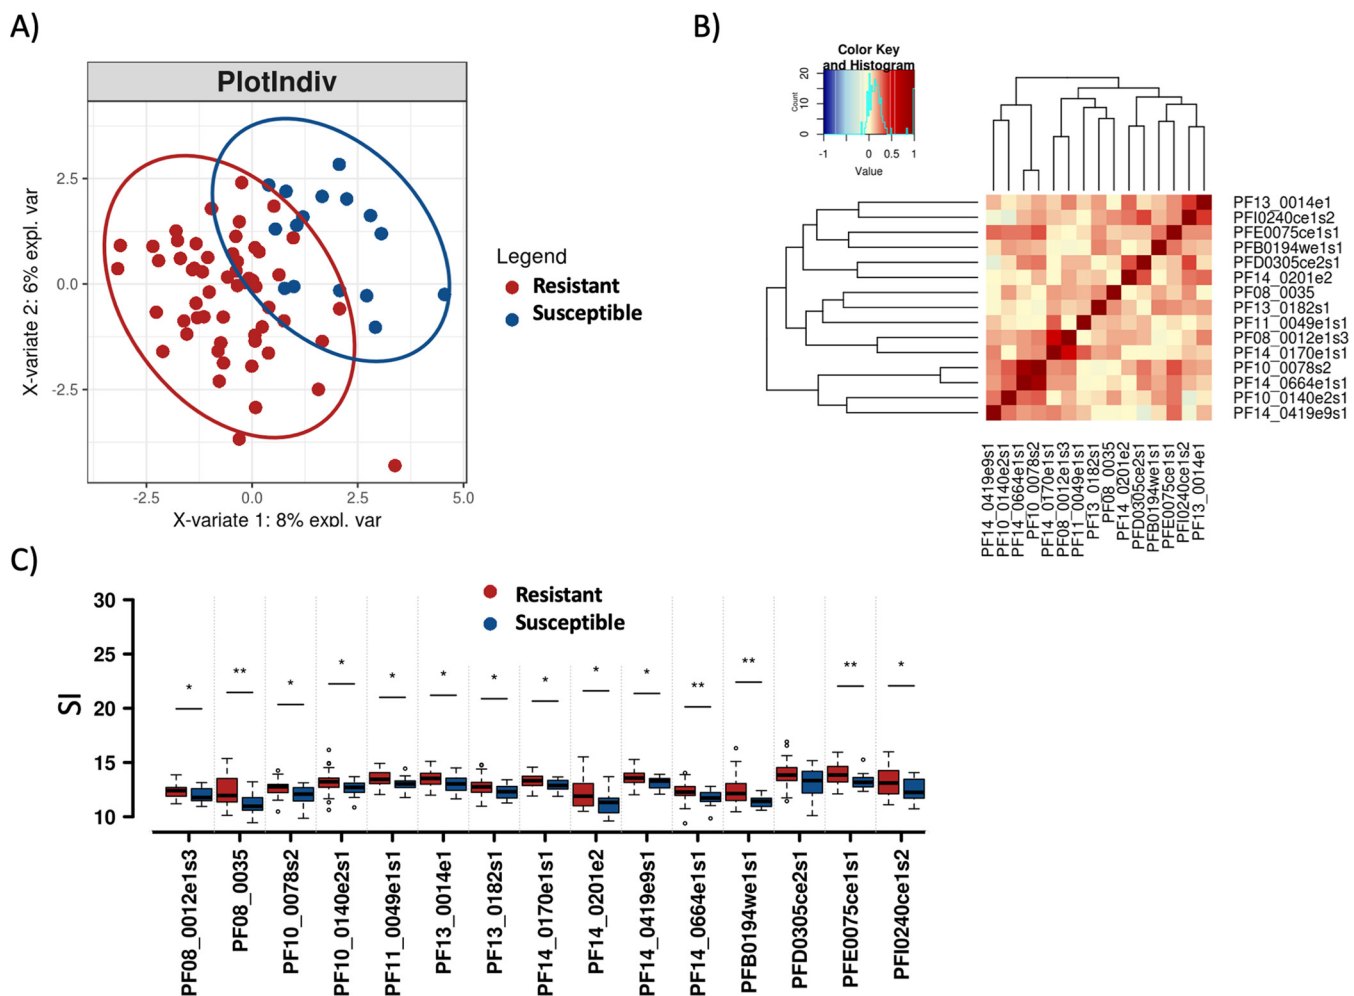 A)
PlotIndiv
X-variate 2: 6% expl. var
2.5
0.0
-2.5
-2.5
0.0
2.5
5.0
X-variate 1: 8% expl. var
Legend
Resistant
Susceptible
B)
Color Key
and Histogram
Count
20
10
0
-1
0
0.5
1
Value
PF13_0014e1
PFI0240ce1s2
PFE0075ce1s1
PFB0194we1s1
PFD0305ce2s1
PF14_0201e2
PF08_0035
PF13_0182s1
PF11_0049e1s1
PF08_0012e1s3
PF14_0170e1s1
PF10_0078s2
PF14_0664e1s1
PF10_0140e2s1
PF14_0419e9s1
PF14_0419e9s1
PF10_0140e2s1
PF14_0664e1s1
PF10_0078s2
PF14_0170e1s1
PF08_0012e1s3
PF11_0049e1s1
PF13_0182s1
PF08_0035
PF14_0201e2
PFD0305ce2s1
PFB0194we1s1
PFE0075ce1s1
PFI0240ce1s2
PF13_0014e1
C)
Resistant
Susceptible
SI
30
25
20
15
10
*
**
*
*
*
*
*
*
*
*
**
**
**
*
PF08_0012e1s3
PF08_0035
PF10_0078s2
PF10_0140e2s1
PF11_0049e1s1
PF13_0014e1
PF13_0182s1
PF14_0170e1s1
PF14_0201e2
PF14_0419e9s1
PF14_0664e1s1
PFB0194we1s1
PFD0305ce2s1
PFE0075ce1s1
PFI0240ce1s2